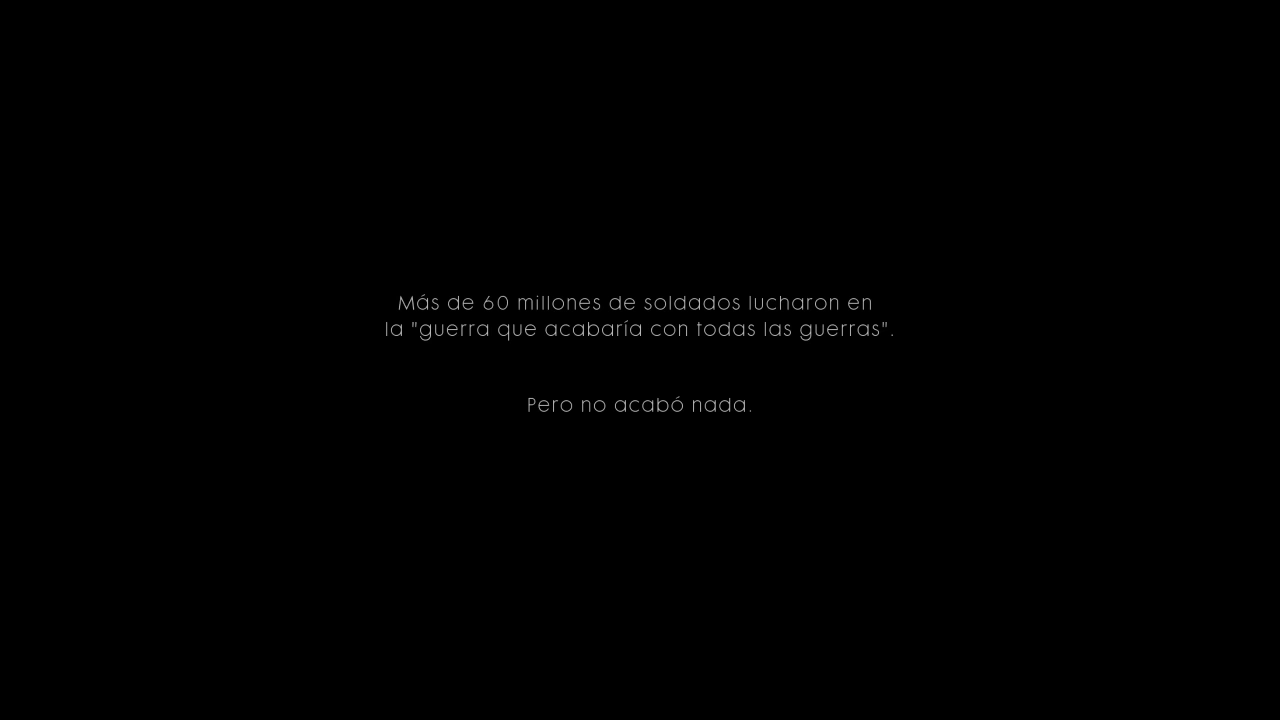 Más de 60 millones de soldados lucharon en
la "guerra que acabaría con todas las guerras".
Pero no acabó nada.